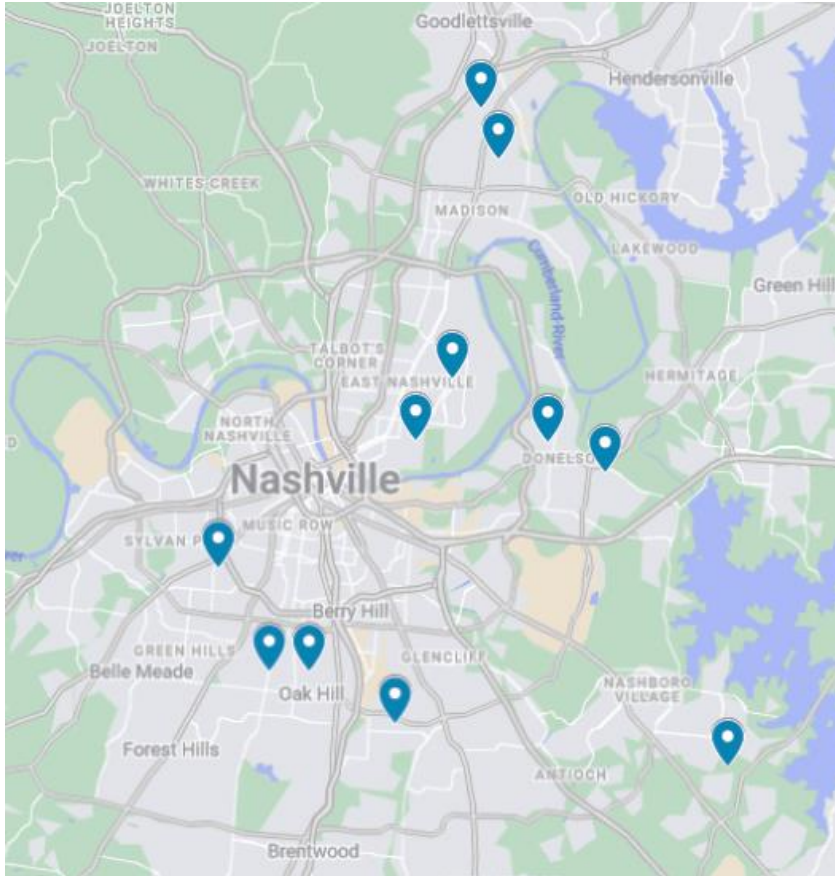 JOELTON
HEIGHTS
Goodlettsville
JOELTON
Hendersonville
WHITES CREEK
OLD HICKORY
MADISON
LAKEWOOD
Cumberland River
Green Hill
TALBOT'S
CORNER
EAST NASHVILLE
HERMITAGE
NORTH
NASHVILLE
D
DONELSO
Nashville
MUSIC ROW
SYLVAN P
Berry Hill
GREEN HILLS
GLENCLIFF
Belle Meade
Oak Hill
NASHBORO
VILLAGE
Forest Hills
ANTIOCH
Brentwood